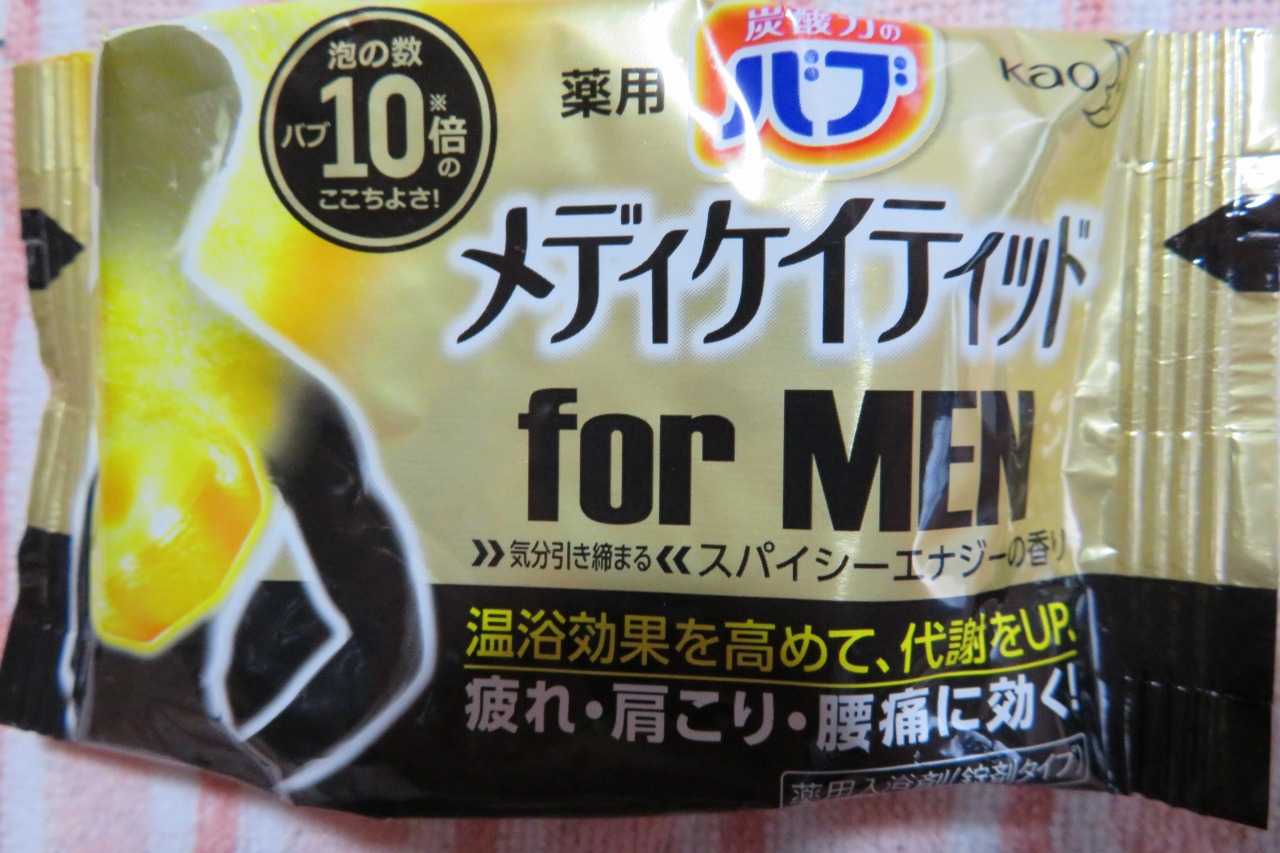 泡の数
バブ10※倍の
ここちよさ!
薬用
炭酸力の
バブ
Kao
メディケイティッド
for MEN
》気分引き締まる《スパイシーエナジーの香り
温浴効果を高めて、代謝をUP、
疲れ・肩こり・腰痛に効く!
薬用入浴剤/錠剤タイプ